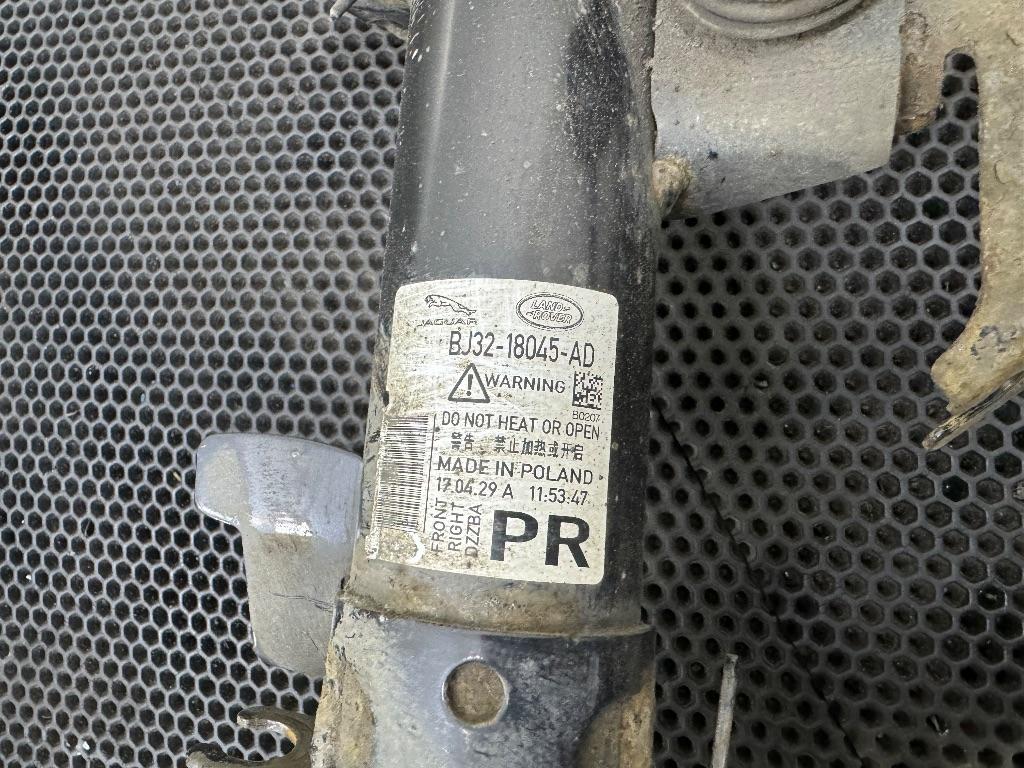 JAGUAR
LAND-
-ROVER
BJ32-18045-AD
WARNING
B0207
DO NOT HEAT OR OPEN
警告 禁止加热或开启
MADE IN POLAND
17.04.29 A 11:53:47
FRONT
RIGHT
DZZBA
PR